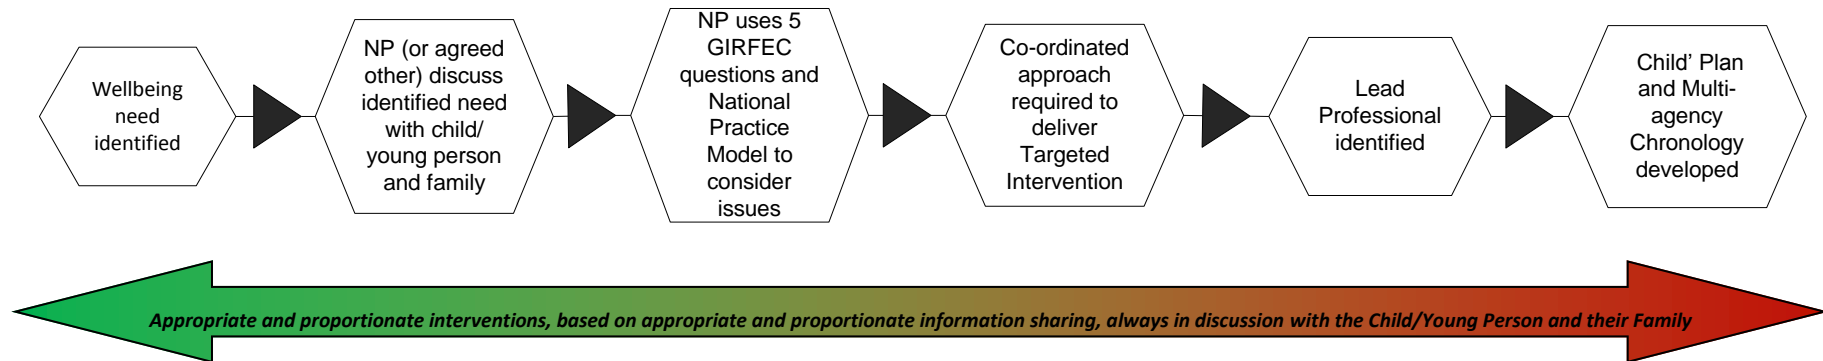 Wellbeing
need
identified
NP (or agreed
other) discuss
identified need
with child/
young person
and family
NP uses 5
GIRFEC
questions and
National
Practice
Model to
consider
issues
Co-ordinated
approach
required to
deliver
Targeted
Intervention
Lead
Professional
identified
Child’ Plan
and Multi-
agency
Chronology
developed
Appropriate and proportionate interventions, based on appropriate and proportionate information sharing, always in discussion with the Child/Young Person and their Family